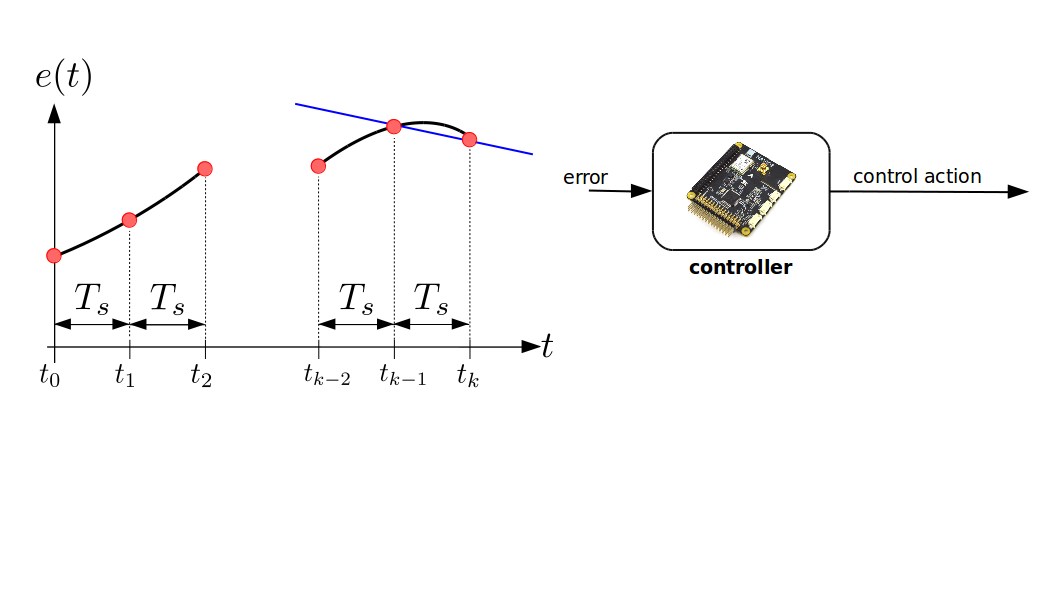 e(t)
T_s T_s T_s T_s
t
t_0 t_1 t_2 t_{k-2} t_{k-1} t_k
error
control action
controller